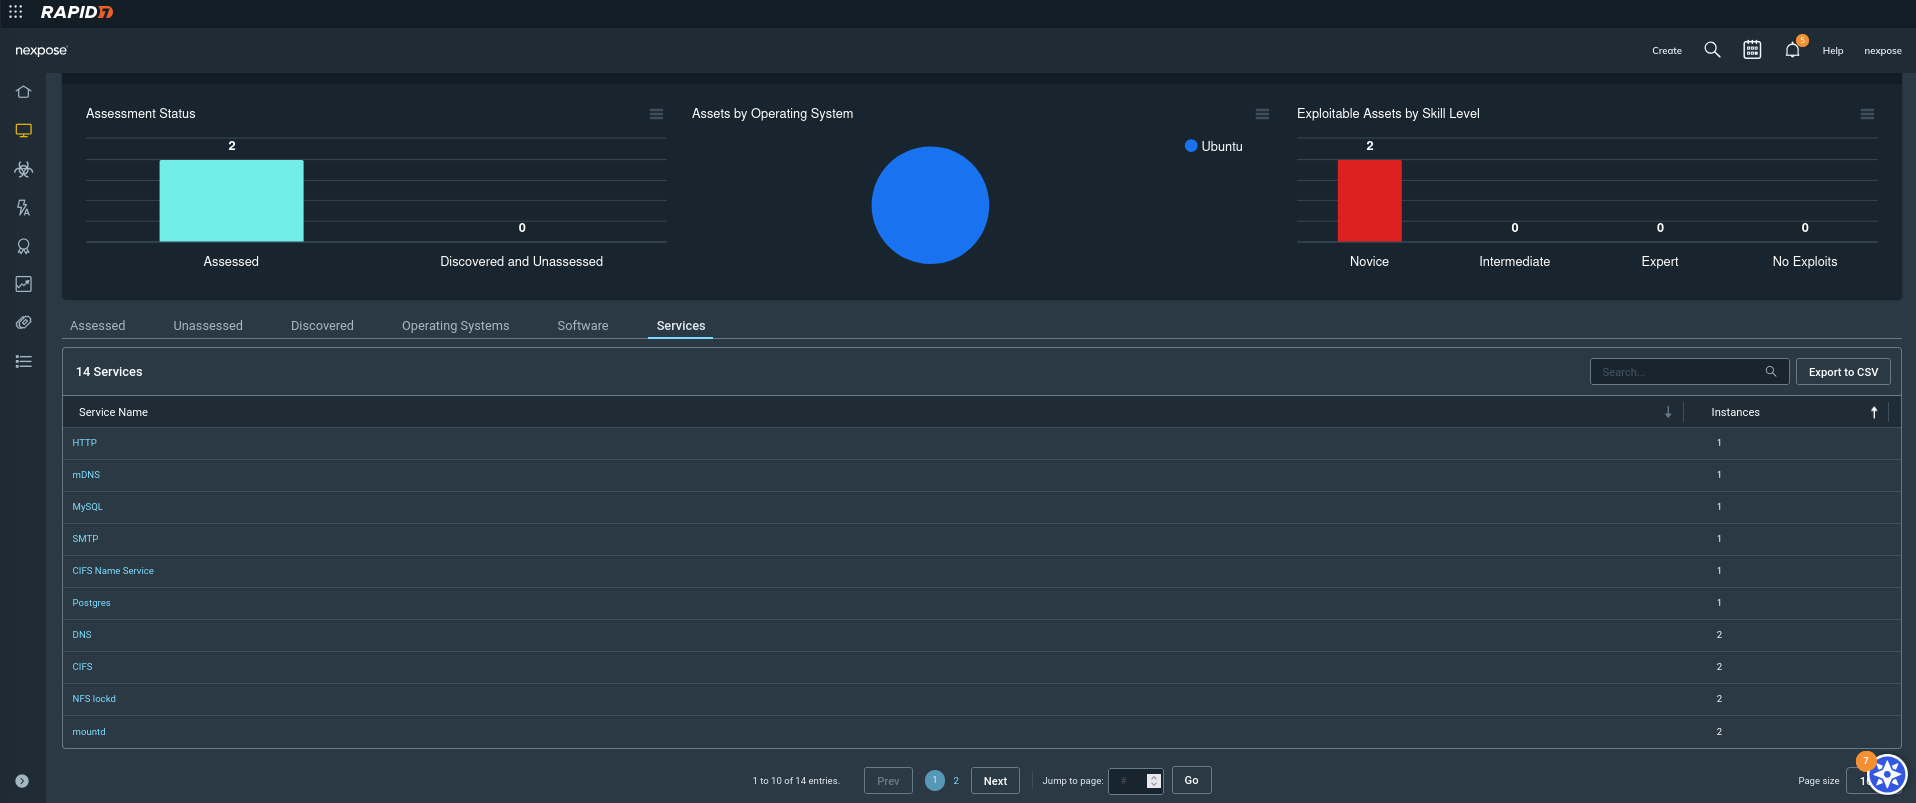 RAPID7
nexpose
Create
5
Help
nexpose
Assessment Status
2
0
Assessed
Discovered and Unassessed
Assets by Operating System
Ubuntu
Exploitable Assets by Skill Level
2
0
0
0
Novice
Intermediate
Expert
No Exploits
Assessed
Unassessed
Discovered
Operating Systems
Software
Services
14 Services
Search...
Export to CSV
Service Name
Instances
HTTP 1
mDNS 1
MySQL 1
SMTP 1
CIFS Name Service 1
Postgres 1
DNS 2
CIFS 2
NFS lockd 2
mountd 2
1 to 10 of 14 entries.
Prev
1
2
Next
Jump to page:
#
Go
Page size
7